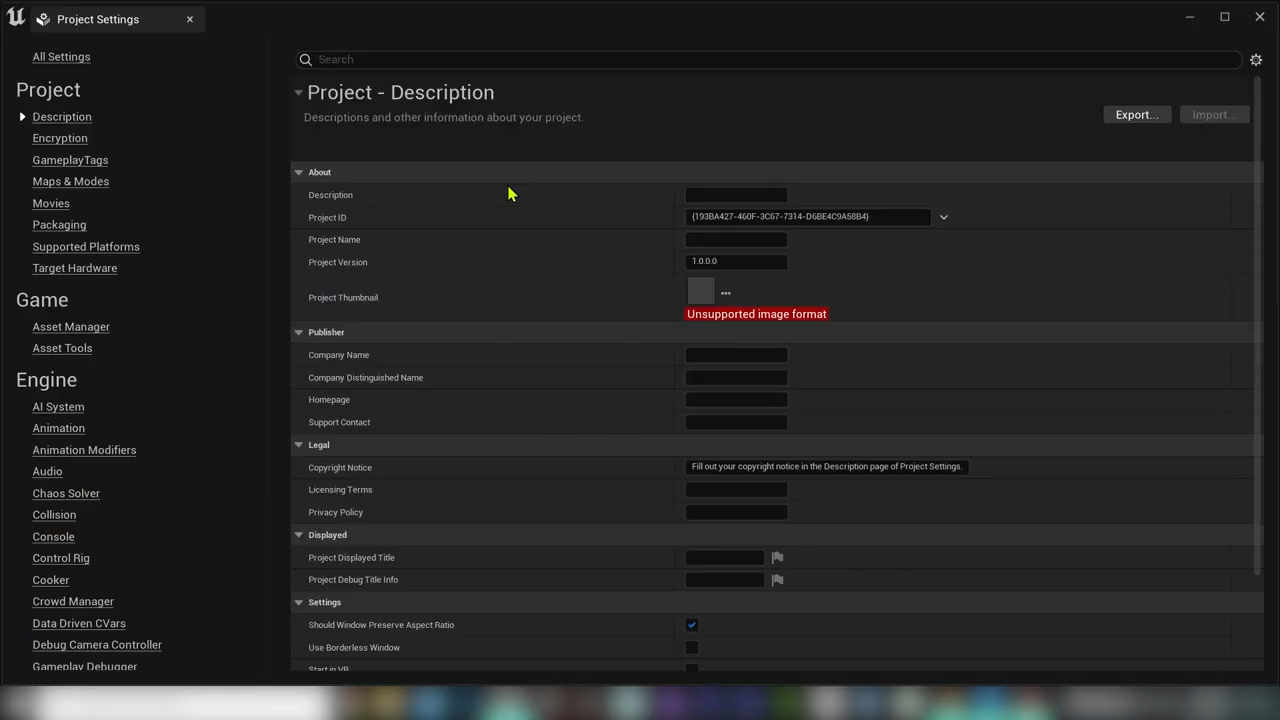 Project Settings
All Settings
Search
Project
Description
Encryption
GameplayTags
Maps & Modes
Movies
Packaging
Supported Platforms
Target Hardware
Game
Asset Manager
Asset Tools
Engine
AI System
Animation
Animation Modifiers
Audio
Chaos Solver
Collision
Console
Control Rig
Cooker
Crowd Manager
Data Driven CVars
Debug Camera Controller
Gameplay Debugger
Project - Description
Descriptions and other information about your project.
Export...
Import...
About
Description
Project ID
{193BA427-460F-3C67-7314-D6BE4C9A58B4}
Project Name
Project Version
1.0.0.0
Project Thumbnail
Unsupported image format
Publisher
Company Name
Company Distinguished Name
Homepage
Support Contact
Legal
Copyright Notice
Fill out your copyright notice in the Description page of Project Settings.
Licensing Terms
Privacy Policy
Displayed
Project Displayed Title
Project Debug Title Info
Settings
Should Window Preserve Aspect Ratio
Use Borderless Window
Start in VR